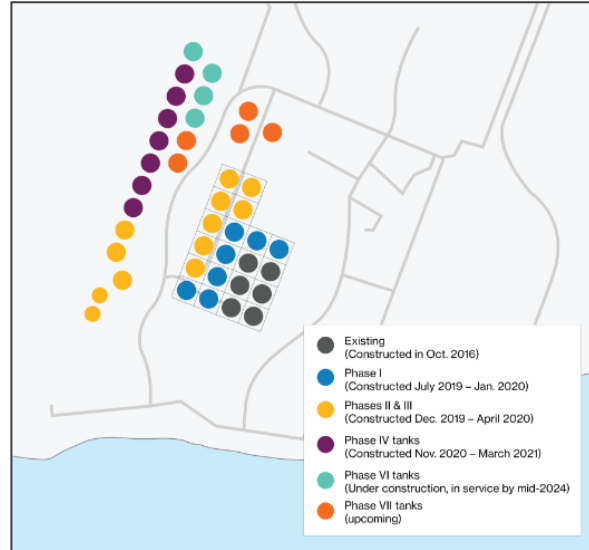 Existing
(Constructed in Oct. 2016)
Phase I
(Constructed July 2019 – Jan. 2020)
Phases II & III
(Constructed Dec. 2019 – April 2020)
Phase IV tanks
(Constructed Nov. 2020 – March 2021)
Phase VI tanks
(Under construction, in service by mid-2024)
Phase VII tanks
(upcoming)